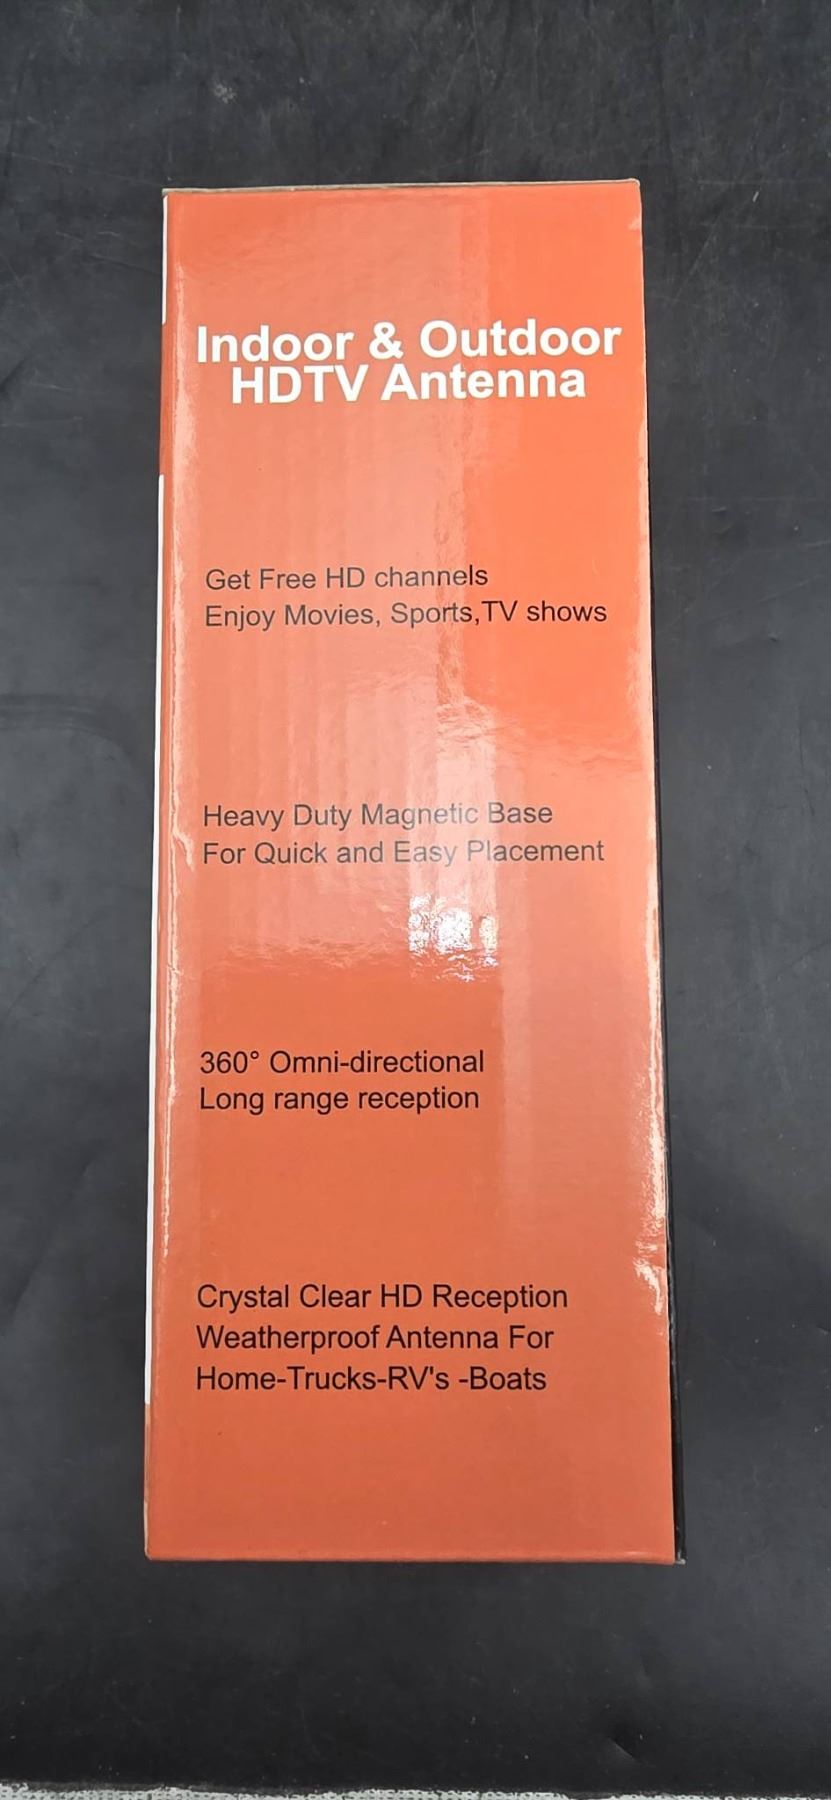 Indoor & Outdoor
HDTV Antenna
Get Free HD channels
Enjoy Movies, Sports,TV shows
Heavy Duty Magnetic Base
For Quick and Easy Placement
360° Omni-directional
Long range reception
Crystal Clear HD Reception
Weatherproof Antenna For
Home-Trucks-RV's -Boats